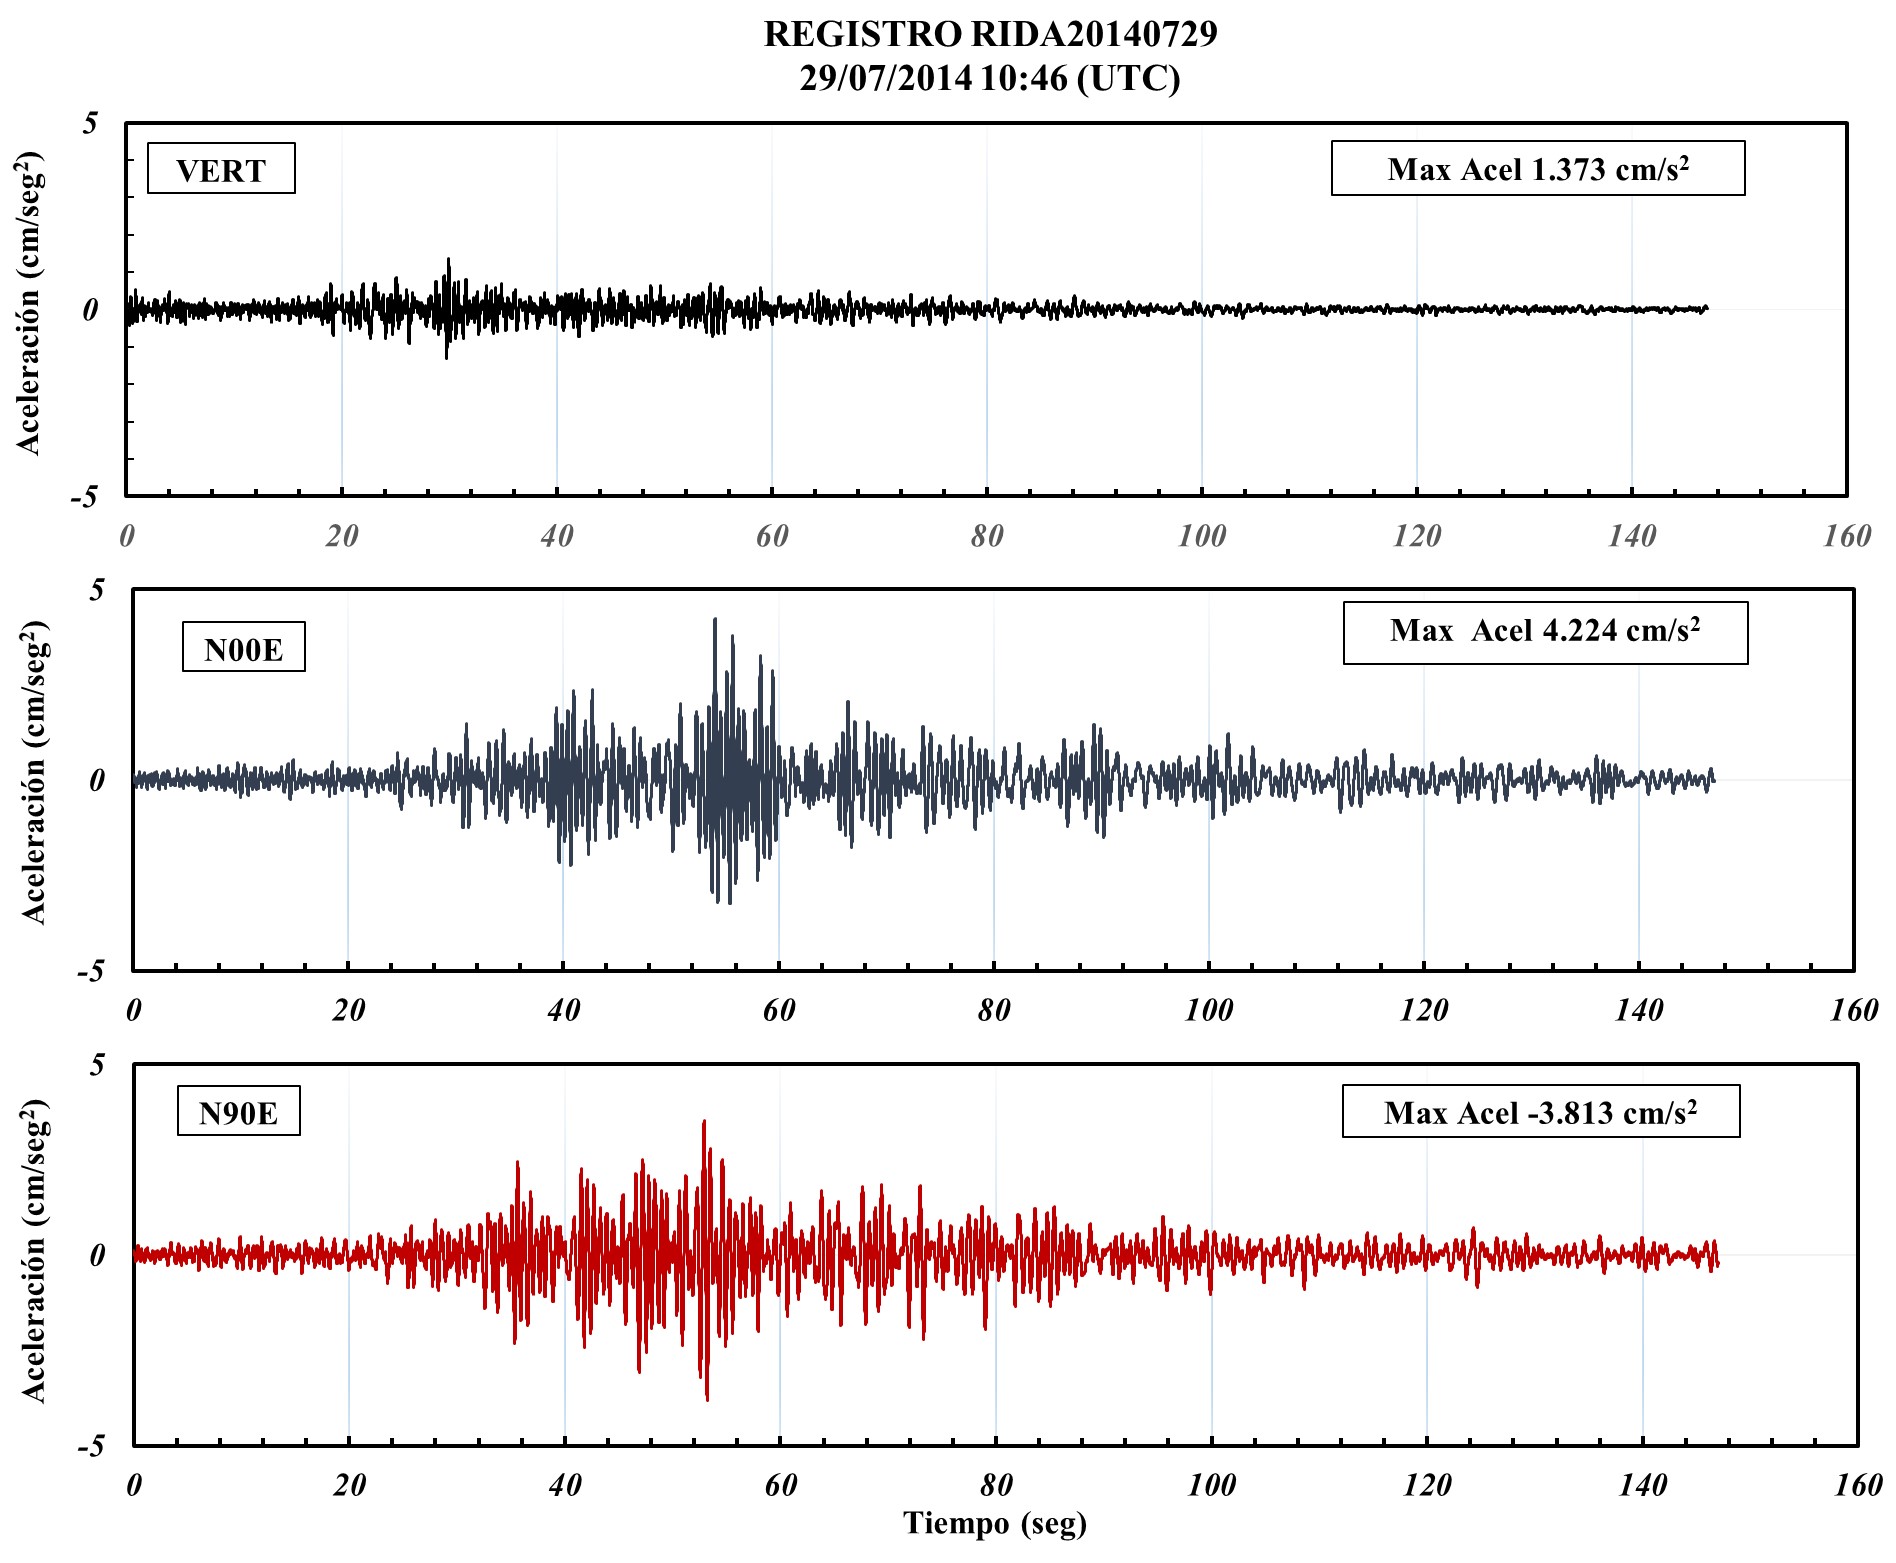 REGISTRO RIDA20140729
29/07/2014 10:46 (UTC)
Aceleración (cm/seg²)
5
0
-5
VERT
Max Acel 1.373 cm/s²
0 20 40 60 80 100 120 140 160
Aceleración (cm/seg²)
5
0
-5
N00E
Max Acel 4.224 cm/s²
0 20 40 60 80 100 120 140 160
Aceleración (cm/seg²)
5
0
-5
N90E
Max Acel -3.813 cm/s²
0 20 40 60 80 100 120 140 160
Tiempo (seg)